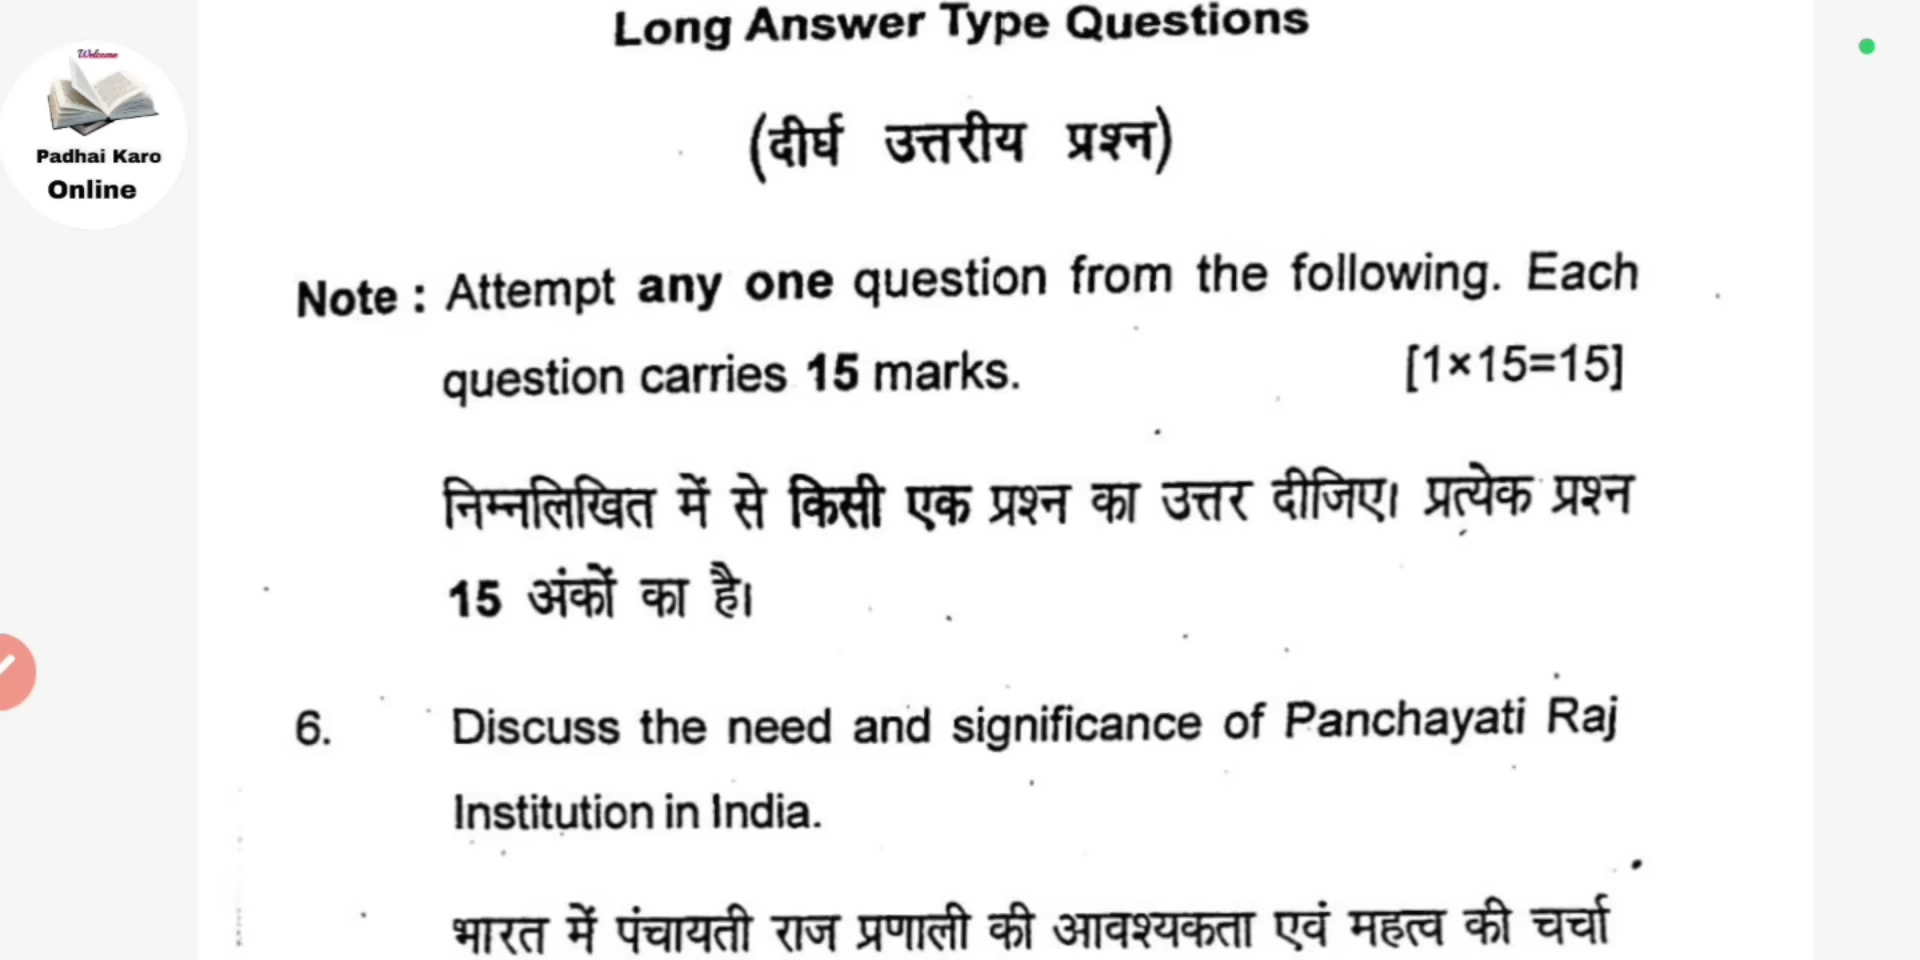 Welcome
Padhai Karo
Online
Long Answer Type Questions
(दीर्घ उत्तरीय प्रश्न)
Note : Attempt any one question from the following. Each
question carries 15 marks. [1×15=15]
निम्नलिखित में से किसी एक प्रश्न का उत्तर दीजिए। प्रत्येक प्रश्न
15 अंकों का है।
6. Discuss the need and significance of Panchayati Raj
Institution in India.
भारत में पंचायती राज प्रणाली की आवश्यकता एवं महत्व की चर्चा